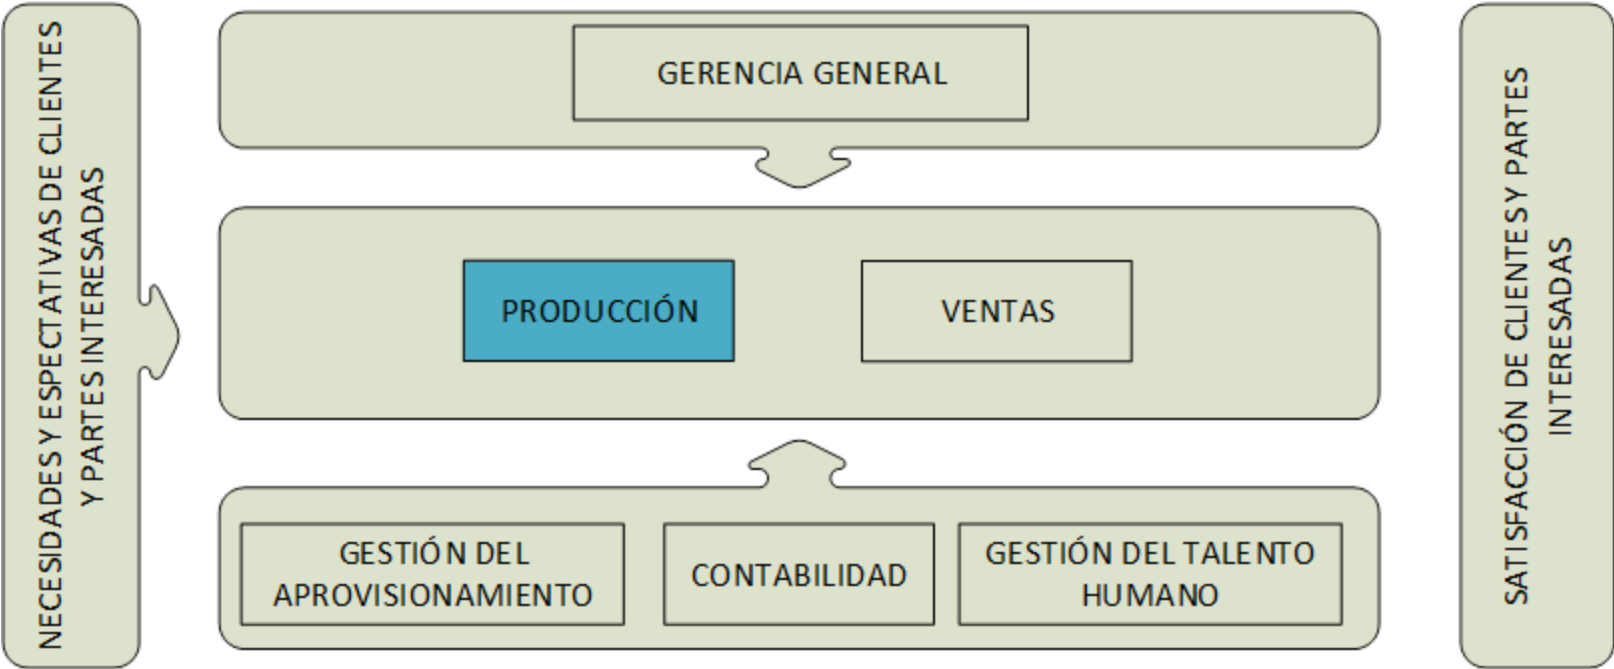 NECESIDADES Y ESPECTATIVAS DE CLIENTES
Y PARTES INTERESADAS
GERENCIA GENERAL
PRODUCCIÓN
VENTAS
GESTIÓN DEL
APROVISIONAMIENTO
CONTABILIDAD
GESTIÓN DEL TALENTO
HUMANO
SATISFACCIÓN DE CLIENTES Y PARTES
INTERESADAS